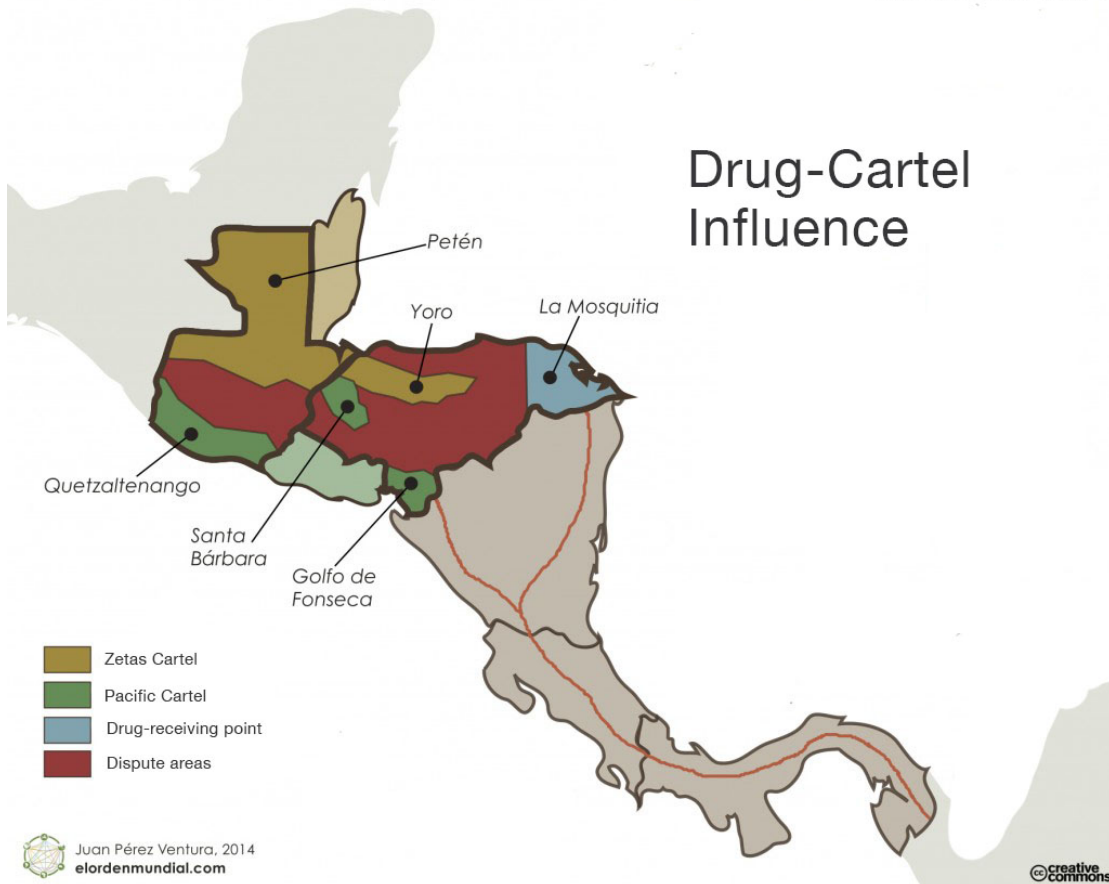 Drug-Cartel
Influence
Petén
Yoro
La Mosquitia
Quetzaltenango
Santa
Bárbara
Golfo de
Fonseca
Zetas Cartel
Pacific Cartel
Drug-receiving point
Dispute areas
Juan Pérez Ventura, 2014
elordenmundial.com
cc creative
commons